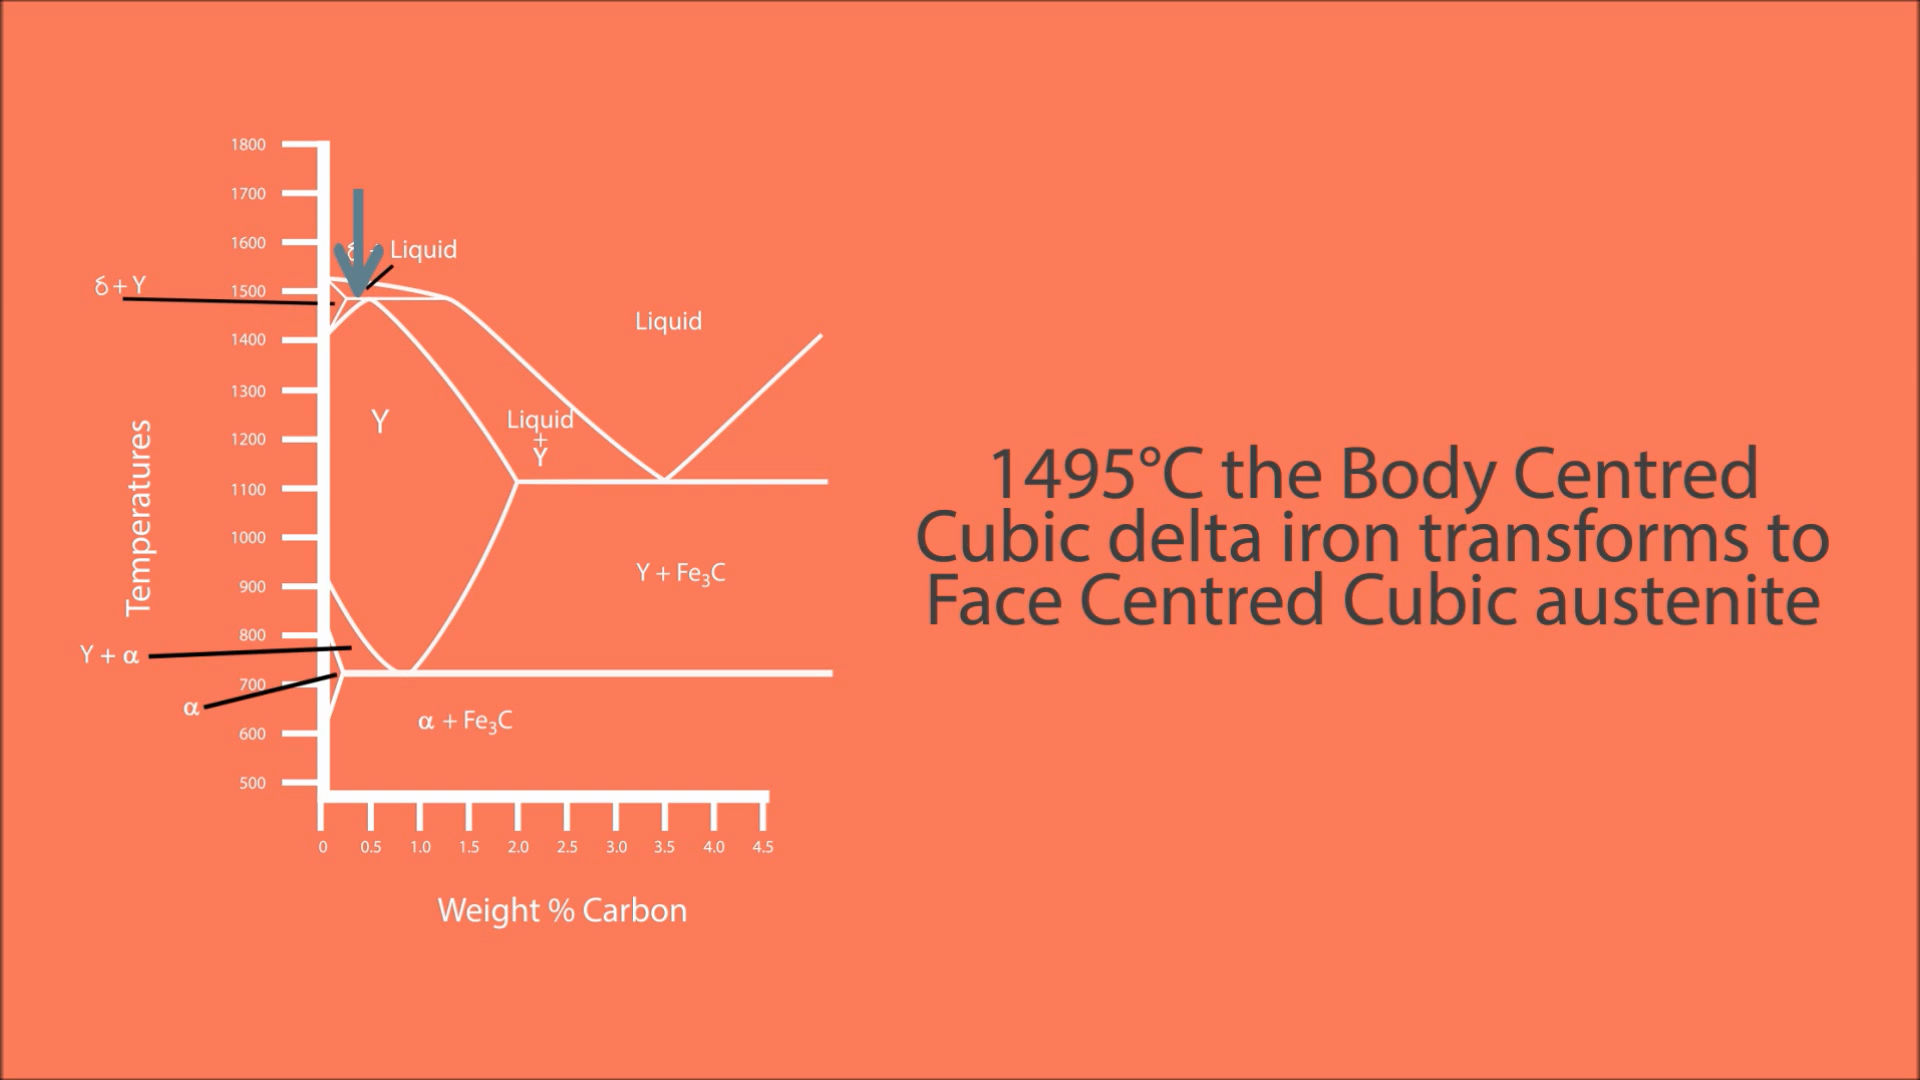 1800
1700
1600
1500
1400
1300
1200
1100
1000
900
800
700
600
500
Temperatures
Liquid
δ + Y
Liquid
Y
Liquid
+
Y
Y + Fe₃C
Y + α
α
α + Fe₃C
0 0.5 1.0 1.5 2.0 2.5 3.0 3.5 4.0 4.5
Weight % Carbon
1495°C the Body Centred
Cubic delta iron transforms to
Face Centred Cubic austenite